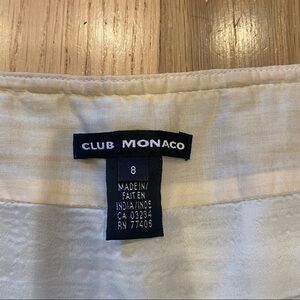 CLUB MONACO
8
MADE IN/
FAIT EN
INDIA/INDE
CA 03234
RN 77406